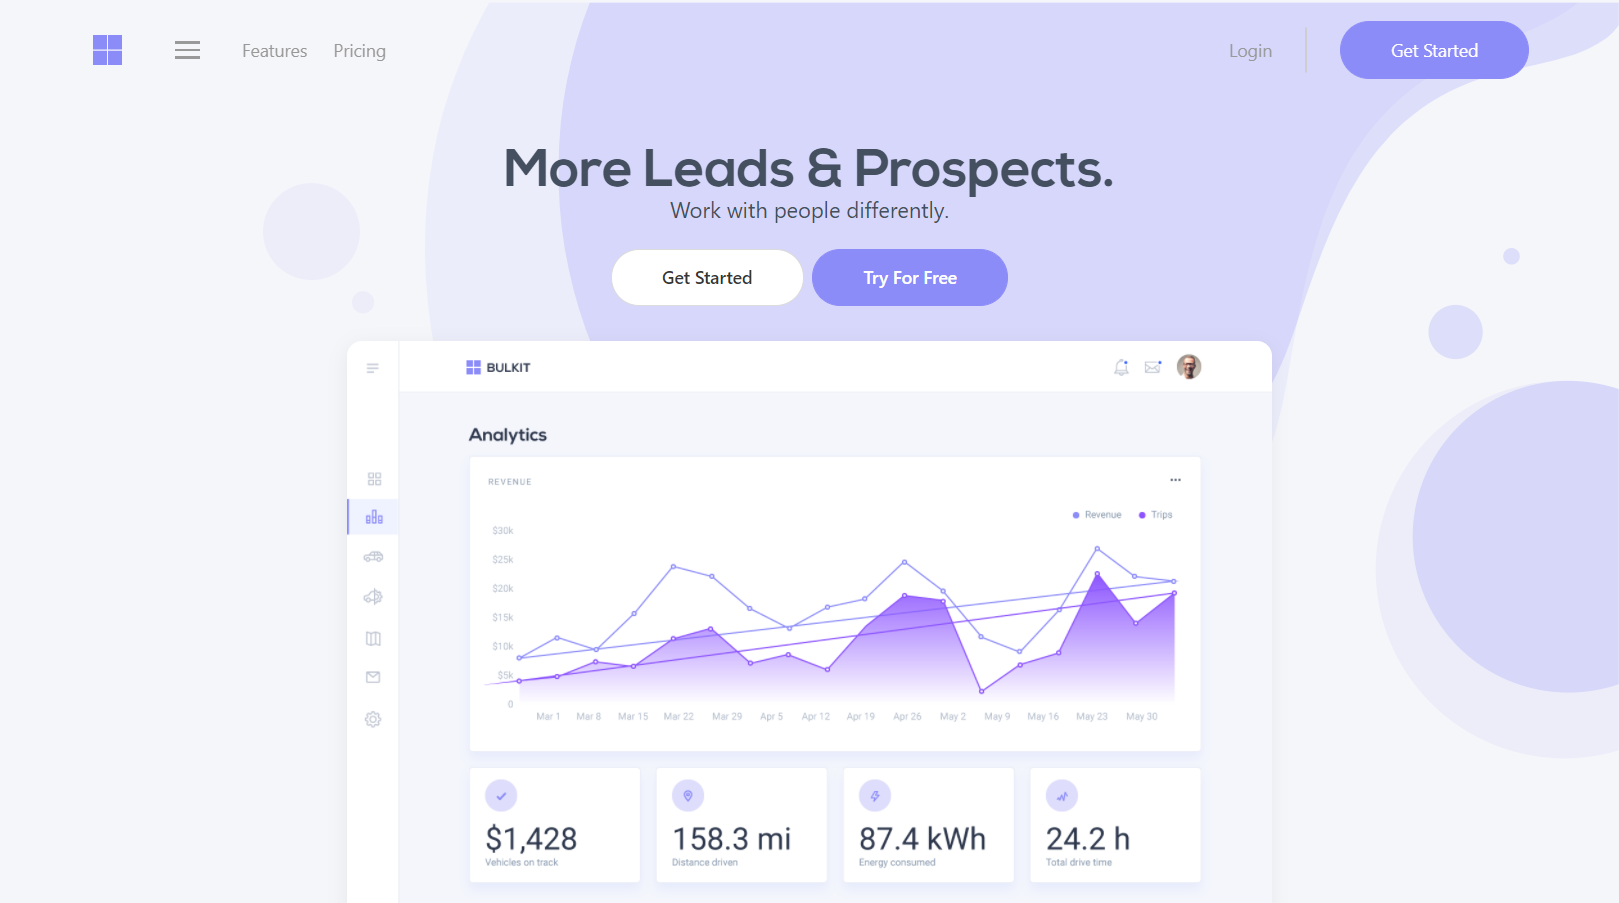 Features Pricing Login Get Started
More Leads & Prospects.
Work with people differently.
Get Started Try For Free
BULKIT
Analytics
REVENUE
Revenue Trips
$30k
$25k
$20k
$15k
$10k
$5k
0
Mar 1 Mar 8 Mar 15 Mar 22 Mar 29 Apr 5 Apr 12 Apr 19 Apr 26 May 2 May 9 May 16 May 23 May 30
$1,428 158.3 mi 87.4 kWh 24.2 h
Vehicles on track Distance driven Energy consumed Total drive time